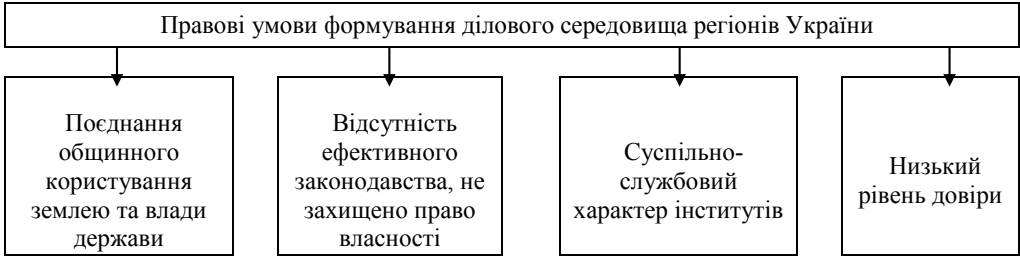 Правові умови формування ділового середовища регіонів України
Поєднання
общинного
користування
землею та влади
держави
Відсутність
ефективного
законодавства, не
захищено право
власності
Суспільно-
службовий
характер інститутів
Низький
рівень довіри